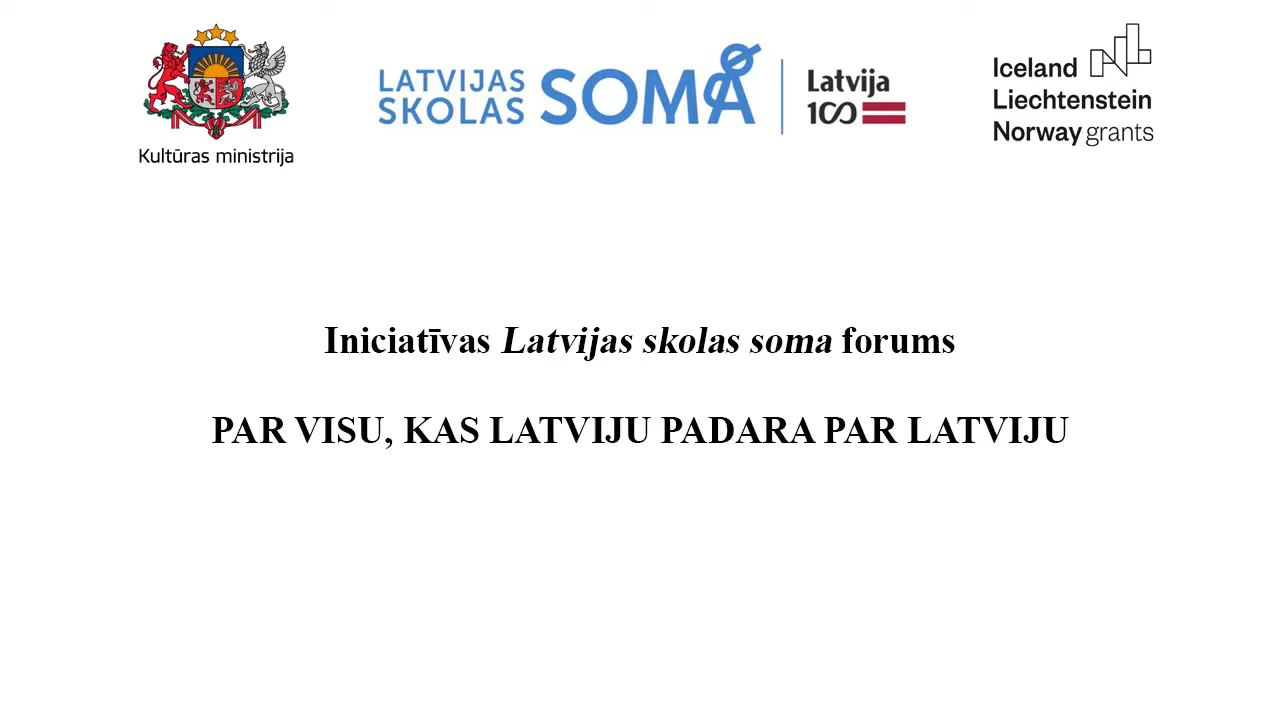 Kultūras ministrija
LATVIJAS
SKOLAS
SOMA
Latvija
100
Iceland
Liechtenstein
Norway grants
Iniciatīvas Latvijas skolas soma forums
PAR VISU, KAS LATVIJU PADARA PAR LATVIJU